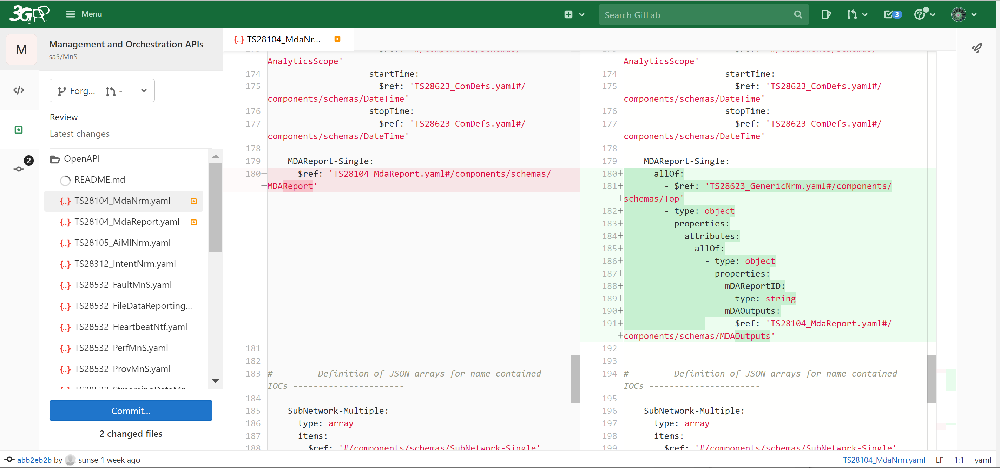 3GPP
Menu
Search GitLab
3
M
Management and Orchestration APIs
sa5/MnS
Forg...
-
Review
Latest changes
2
OpenAPI
README.md
{..} TS28104_MdaNrm.yaml
{..} TS28104_MdaReport.yaml
{..} TS28105_AiMlNrm.yaml
{..} TS28312_IntentNrm.yaml
{..} TS28532_FaultMnS.yaml
{..} TS28532_FileDataReporting...
{..} TS28532_HeartbeatNtf.yaml
{..} TS28532_PerfMnS.yaml
{..} TS28532_ProvMnS.yaml
TS28532_StreamingDataMn...
Commit...
2 changed files
{..} TS28104_MdaNr...
$ref: '#/components/schemas/
AnalyticsScope'
174 startTime:
175 $ref: 'TS28623_ComDefs.yaml#/
components/schemas/DateTime'
176 stopTime:
177 $ref: 'TS28623_ComDefs.yaml#/
components/schemas/DateTime'
178
179 MDAReport-Single:
180− $ref: 'TS28104_MdaReport.yaml#/components/schemas/
−MDAReport'
181
182
183 #-------- Definition of JSON arrays for name-contained
IOCs ----------------------
184
185 SubNetwork-Multiple:
186 type: array
187 items:
188 $ref: '#/components/schemas/SubNetwork-Single'
$ref: '#/components/schemas/
AnalyticsScope'
174 startTime:
175 $ref: 'TS28623_ComDefs.yaml#/
components/schemas/DateTime'
176 stopTime:
177 $ref: 'TS28623_ComDefs.yaml#/
components/schemas/DateTime'
178
179 MDAReport-Single:
180+ allOf:
181+ - $ref: 'TS28623_GenericNrm.yaml#/components/
+schemas/Top'
182+ - type: object
183+ properties:
184+ attributes:
185+ allOf:
186+ - type: object
187+ properties:
188+ mDAReportID:
189+ type: string
190+ mDAOutputs:
191+ $ref: 'TS28104_MdaReport.yaml#/
+components/schemas/MDAOutputs'
192
193
194 #-------- Definition of JSON arrays for name-contained
IOCs ----------------------
195
196 SubNetwork-Multiple:
197 type: array
198 items:
199 $ref: '#/components/schemas/SubNetwork-Single'
abb2eb2b by sunse 1 week ago
TS28104_MdaNrm.yaml LF 1:1 yaml